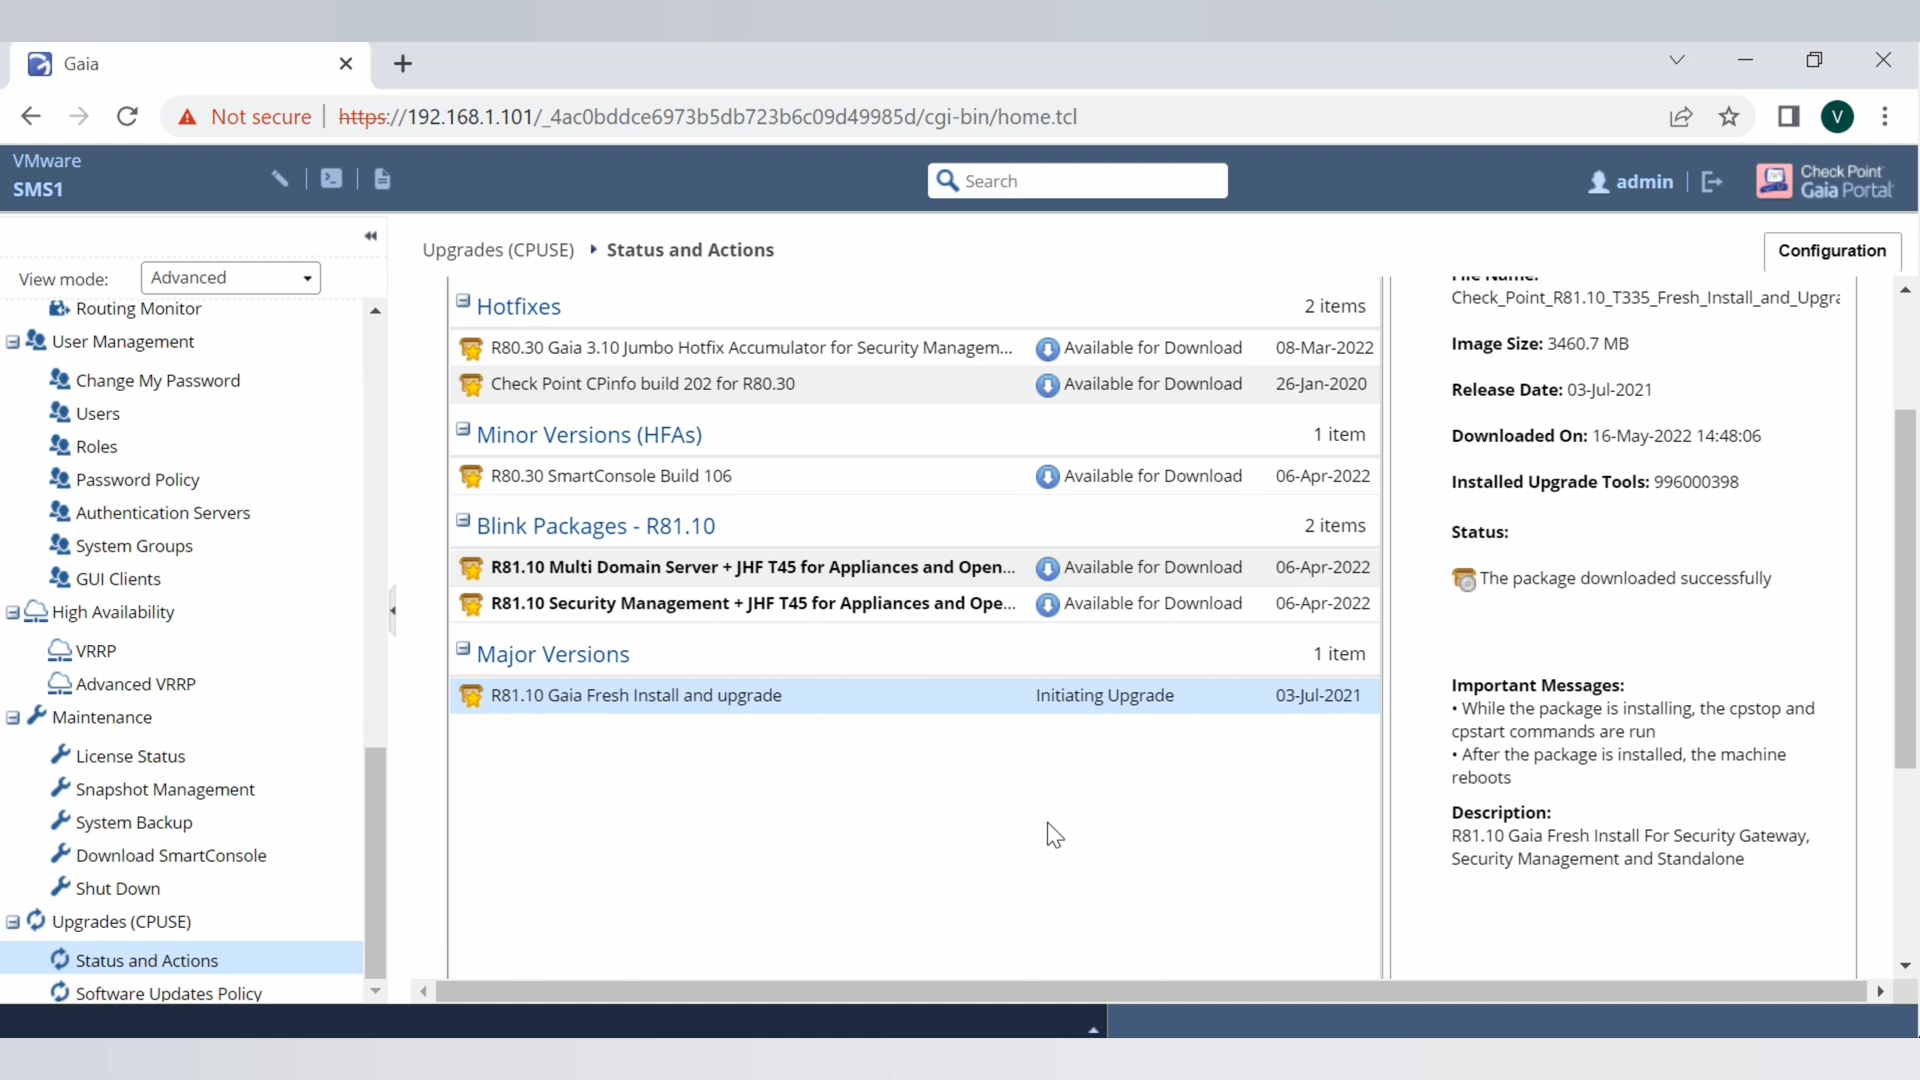 Gaia
Not secure
https://192.168.1.101/_4ac0bddce6973b5db723b6c09d49985d/cgi-bin/home.tcl
V
VMware
SMS1
Search
admin
Check Point
Gaia Portal
View mode:
Advanced
Routing Monitor
User Management
Change My Password
Users
Roles
Password Policy
Authentication Servers
System Groups
GUI Clients
High Availability
VRRP
Advanced VRRP
Maintenance
License Status
Snapshot Management
System Backup
Download SmartConsole
Shut Down
Upgrades (CPUSE)
Status and Actions
Software Updates Policy
Upgrades (CPUSE) Status and Actions
Configuration
Hotfixes 2 items
R80.30 Gaia 3.10 Jumbo Hotfix Accumulator for Security Managem... Available for Download 08-Mar-2022
Check Point CPinfo build 202 for R80.30 Available for Download 26-Jan-2020
Minor Versions (HFAs) 1 item
R80.30 SmartConsole Build 106 Available for Download 06-Apr-2022
Blink Packages - R81.10 2 items
R81.10 Multi Domain Server + JHF T45 for Appliances and Open... Available for Download 06-Apr-2022
R81.10 Security Management + JHF T45 for Appliances and Ope... Available for Download 06-Apr-2022
Major Versions 1 item
R81.10 Gaia Fresh Install and upgrade Initiating Upgrade 03-Jul-2021
File Name:
Check_Point_R81.10_T335_Fresh_Install_and_Upgra
Image Size: 3460.7 MB
Release Date: 03-Jul-2021
Downloaded On: 16-May-2022 14:48:06
Installed Upgrade Tools: 996000398
Status:
The package downloaded successfully
Important Messages:
• While the package is installing, the cpstop and
cpstart commands are run
• After the package is installed, the machine
reboots
Description:
R81.10 Gaia Fresh Install For Security Gateway,
Security Management and Standalone